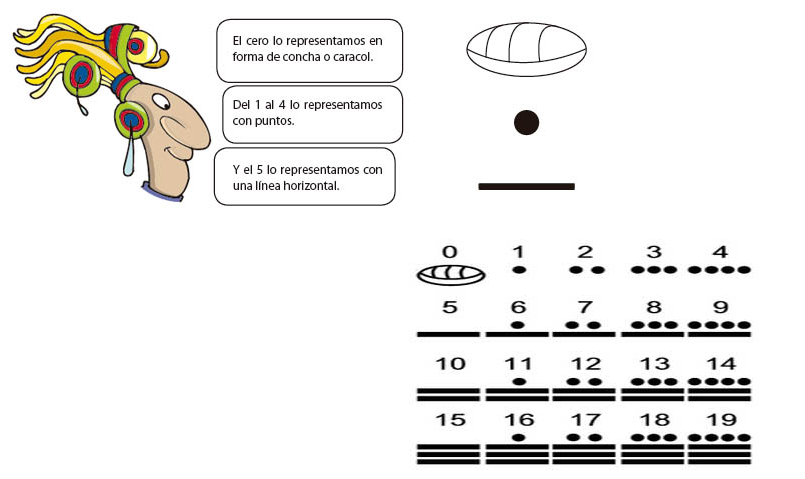 El cero lo representamos en
forma de concha o caracol.
Del 1 al 4 lo representamos
con puntos.
Y el 5 lo representamos con
una línea horizontal.
0 1 2 3 4
5 6 7 8 9
10 11 12 13 14
15 16 17 18 19